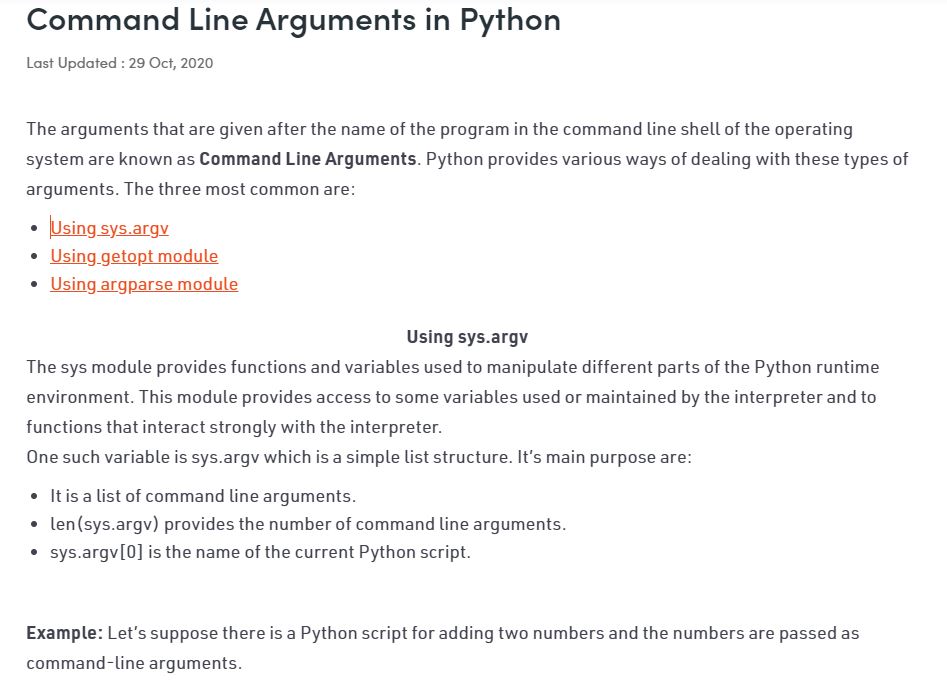 Command Line Arguments in Python
Last Updated : 29 Oct, 2020
The arguments that are given after the name of the program in the command line shell of the operating
system are known as Command Line Arguments. Python provides various ways of dealing with these types of
arguments. The three most common are:
• Using sys.argv
• Using getopt module
• Using argparse module
Using sys.argv
The sys module provides functions and variables used to manipulate different parts of the Python runtime
environment. This module provides access to some variables used or maintained by the interpreter and to
functions that interact strongly with the interpreter.
One such variable is sys.argv which is a simple list structure. It’s main purpose are:
• It is a list of command line arguments.
• len(sys.argv) provides the number of command line arguments.
• sys.argv[0] is the name of the current Python script.
Example: Let’s suppose there is a Python script for adding two numbers and the numbers are passed as
command-line arguments.